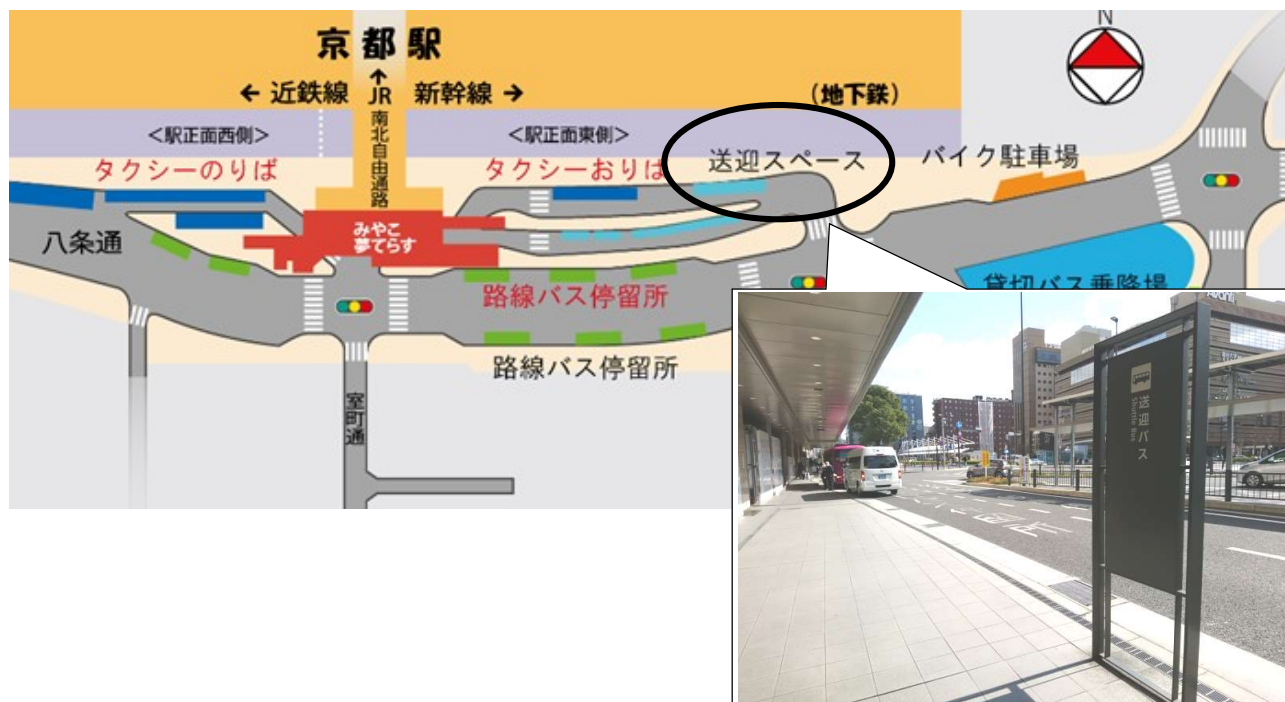 N
京都駅
← 近鉄線
↑
JR
新幹線 →
(地下鉄)
南北自由通路
<駅正面西側>
<駅正面東側>
タクシーのりば
タクシーおりば
送迎スペース
バイク駐車場
八条通
みやこ
夢てらす
貸切バス乗降場
路線バス停留所
路線バス停留所
室町通
送迎バス
Shuttle Bus